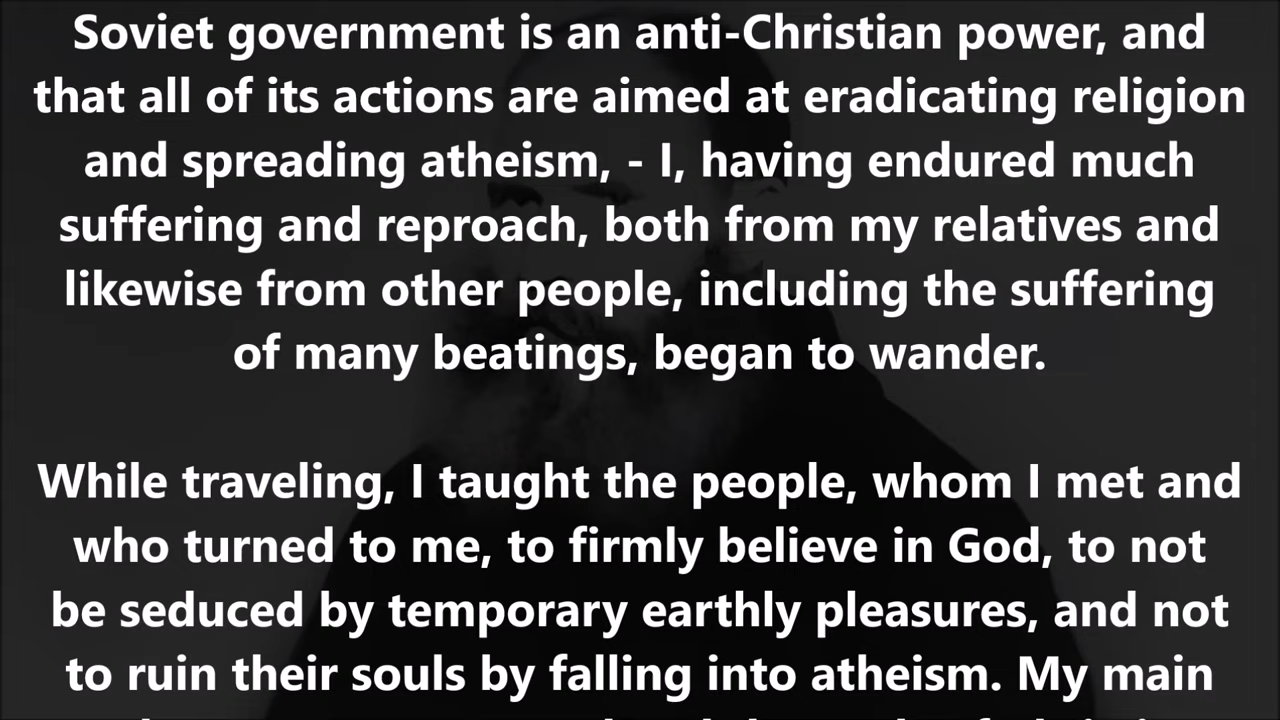 Soviet government is an anti-Christian power, and
that all of its actions are aimed at eradicating religion
and spreading atheism, - I, having endured much
suffering and reproach, both from my relatives and
likewise from other people, including the suffering
of many beatings, began to wander.
While traveling, I taught the people, whom I met and
who turned to me, to firmly believe in God, to not
be seduced by temporary earthly pleasures, and not
to ruin their souls by falling into atheism. My main